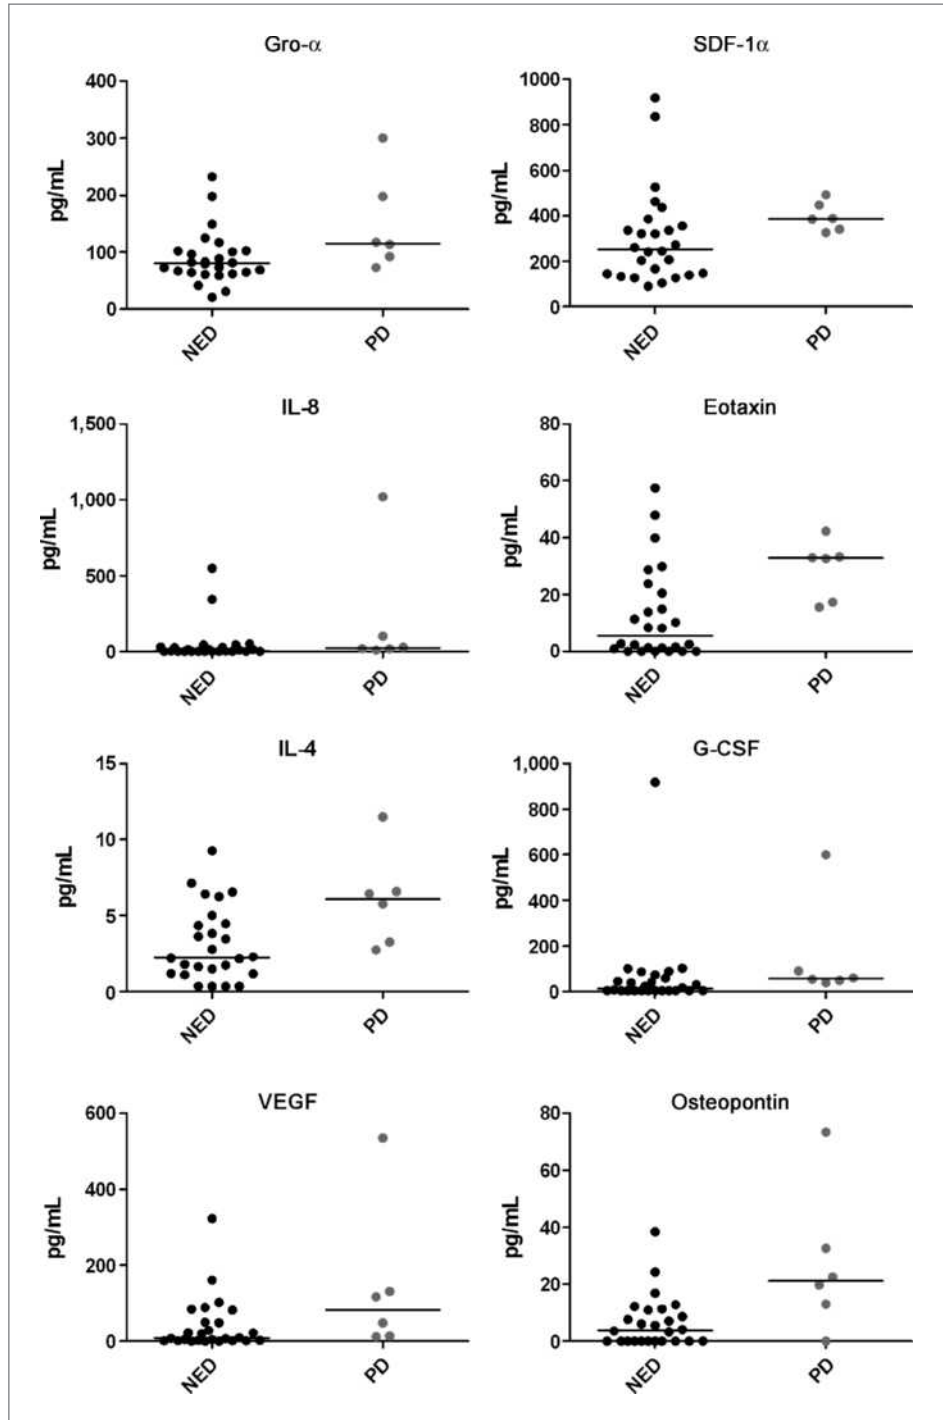 Gro-α
pg/mL
400
300
200
100
0
NED
PD
SDF-1α
pg/mL
1000
800
600
400
200
0
NED
PD
IL-8
pg/mL
1,500
1,000
500
0
NED
PD
Eotaxin
pg/mL
80
60
40
20
0
NED
PD
IL-4
pg/mL
15
10
5
0
NED
PD
G-CSF
pg/mL
1,000
800
600
400
200
0
NED
PD
VEGF
pg/mL
600
400
200
0
NED
PD
Osteopontin
pg/mL
80
60
40
20
0
NED
PD